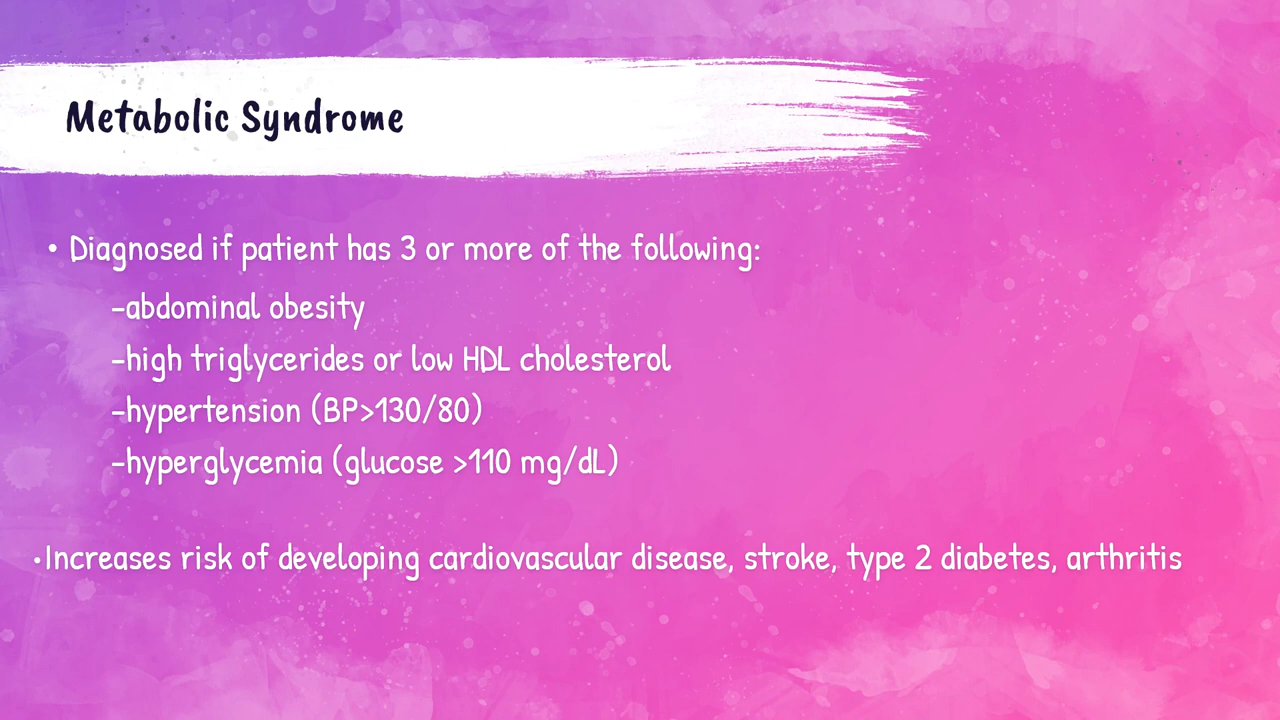 Metabolic Syndrome
• Diagnosed if patient has 3 or more of the following:
-abdominal obesity
-high triglycerides or low HDL cholesterol
-hypertension (BP>130/80)
-hyperglycemia (glucose >110 mg/dL)
•Increases risk of developing cardiovascular disease, stroke, type 2 diabetes, arthritis